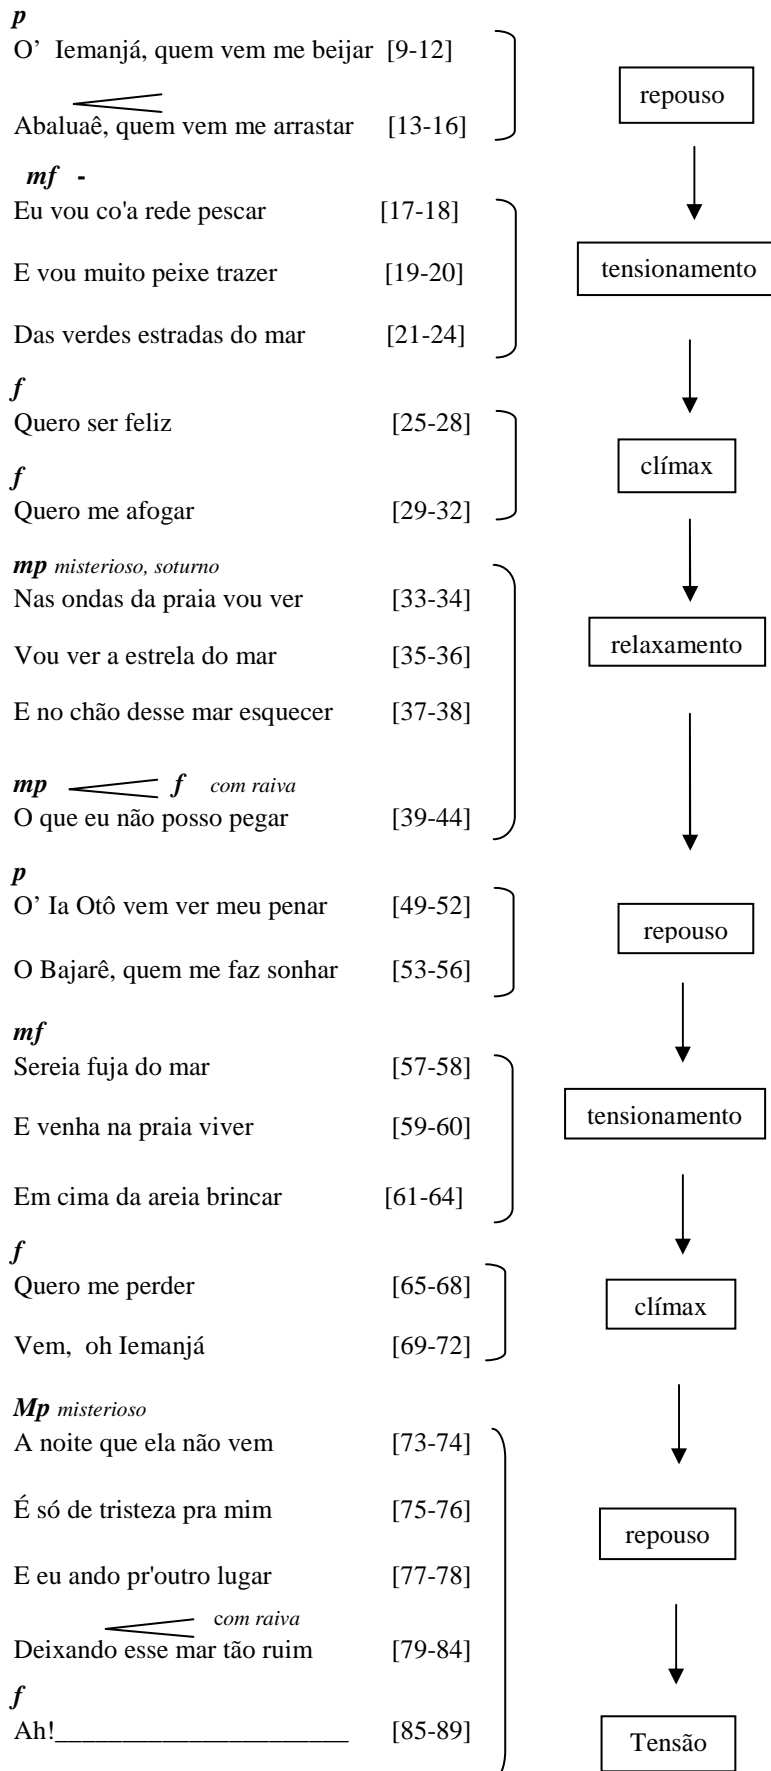 p
O’ Iemanjá, quem vem me beijar [9-12]
repouso
Abaluaê, quem vem me arrastar [13-16]
mf -
Eu vou co'a rede pescar [17-18]
E vou muito peixe trazer [19-20]
tensionamento
Das verdes estradas do mar [21-24]
f
Quero ser feliz [25-28]
clímax
f
Quero me afogar [29-32]
mp misterioso, soturno
Nas ondas da praia vou ver [33-34]
Vou ver a estrela do mar [35-36]
relaxamento
E no chão desse mar esquecer [37-38]
mp f com raiva
O que eu não posso pegar [39-44]
p
O’ Ia Otô vem ver meu penar [49-52]
repouso
O Bajarê, quem me faz sonhar [53-56]
mf
Sereia fuja do mar [57-58]
E venha na praia viver [59-60]
tensionamento
Em cima da areia brincar [61-64]
f
Quero me perder [65-68]
clímax
Vem, oh Iemanjá [69-72]
Mp misterioso
A noite que ela não vem [73-74]
É só de tristeza pra mim [75-76]
repouso
E eu ando pr'outro lugar [77-78]
com raiva
Deixando esse mar tão ruim [79-84]
f
Ah!______________________ [85-89]
Tensão